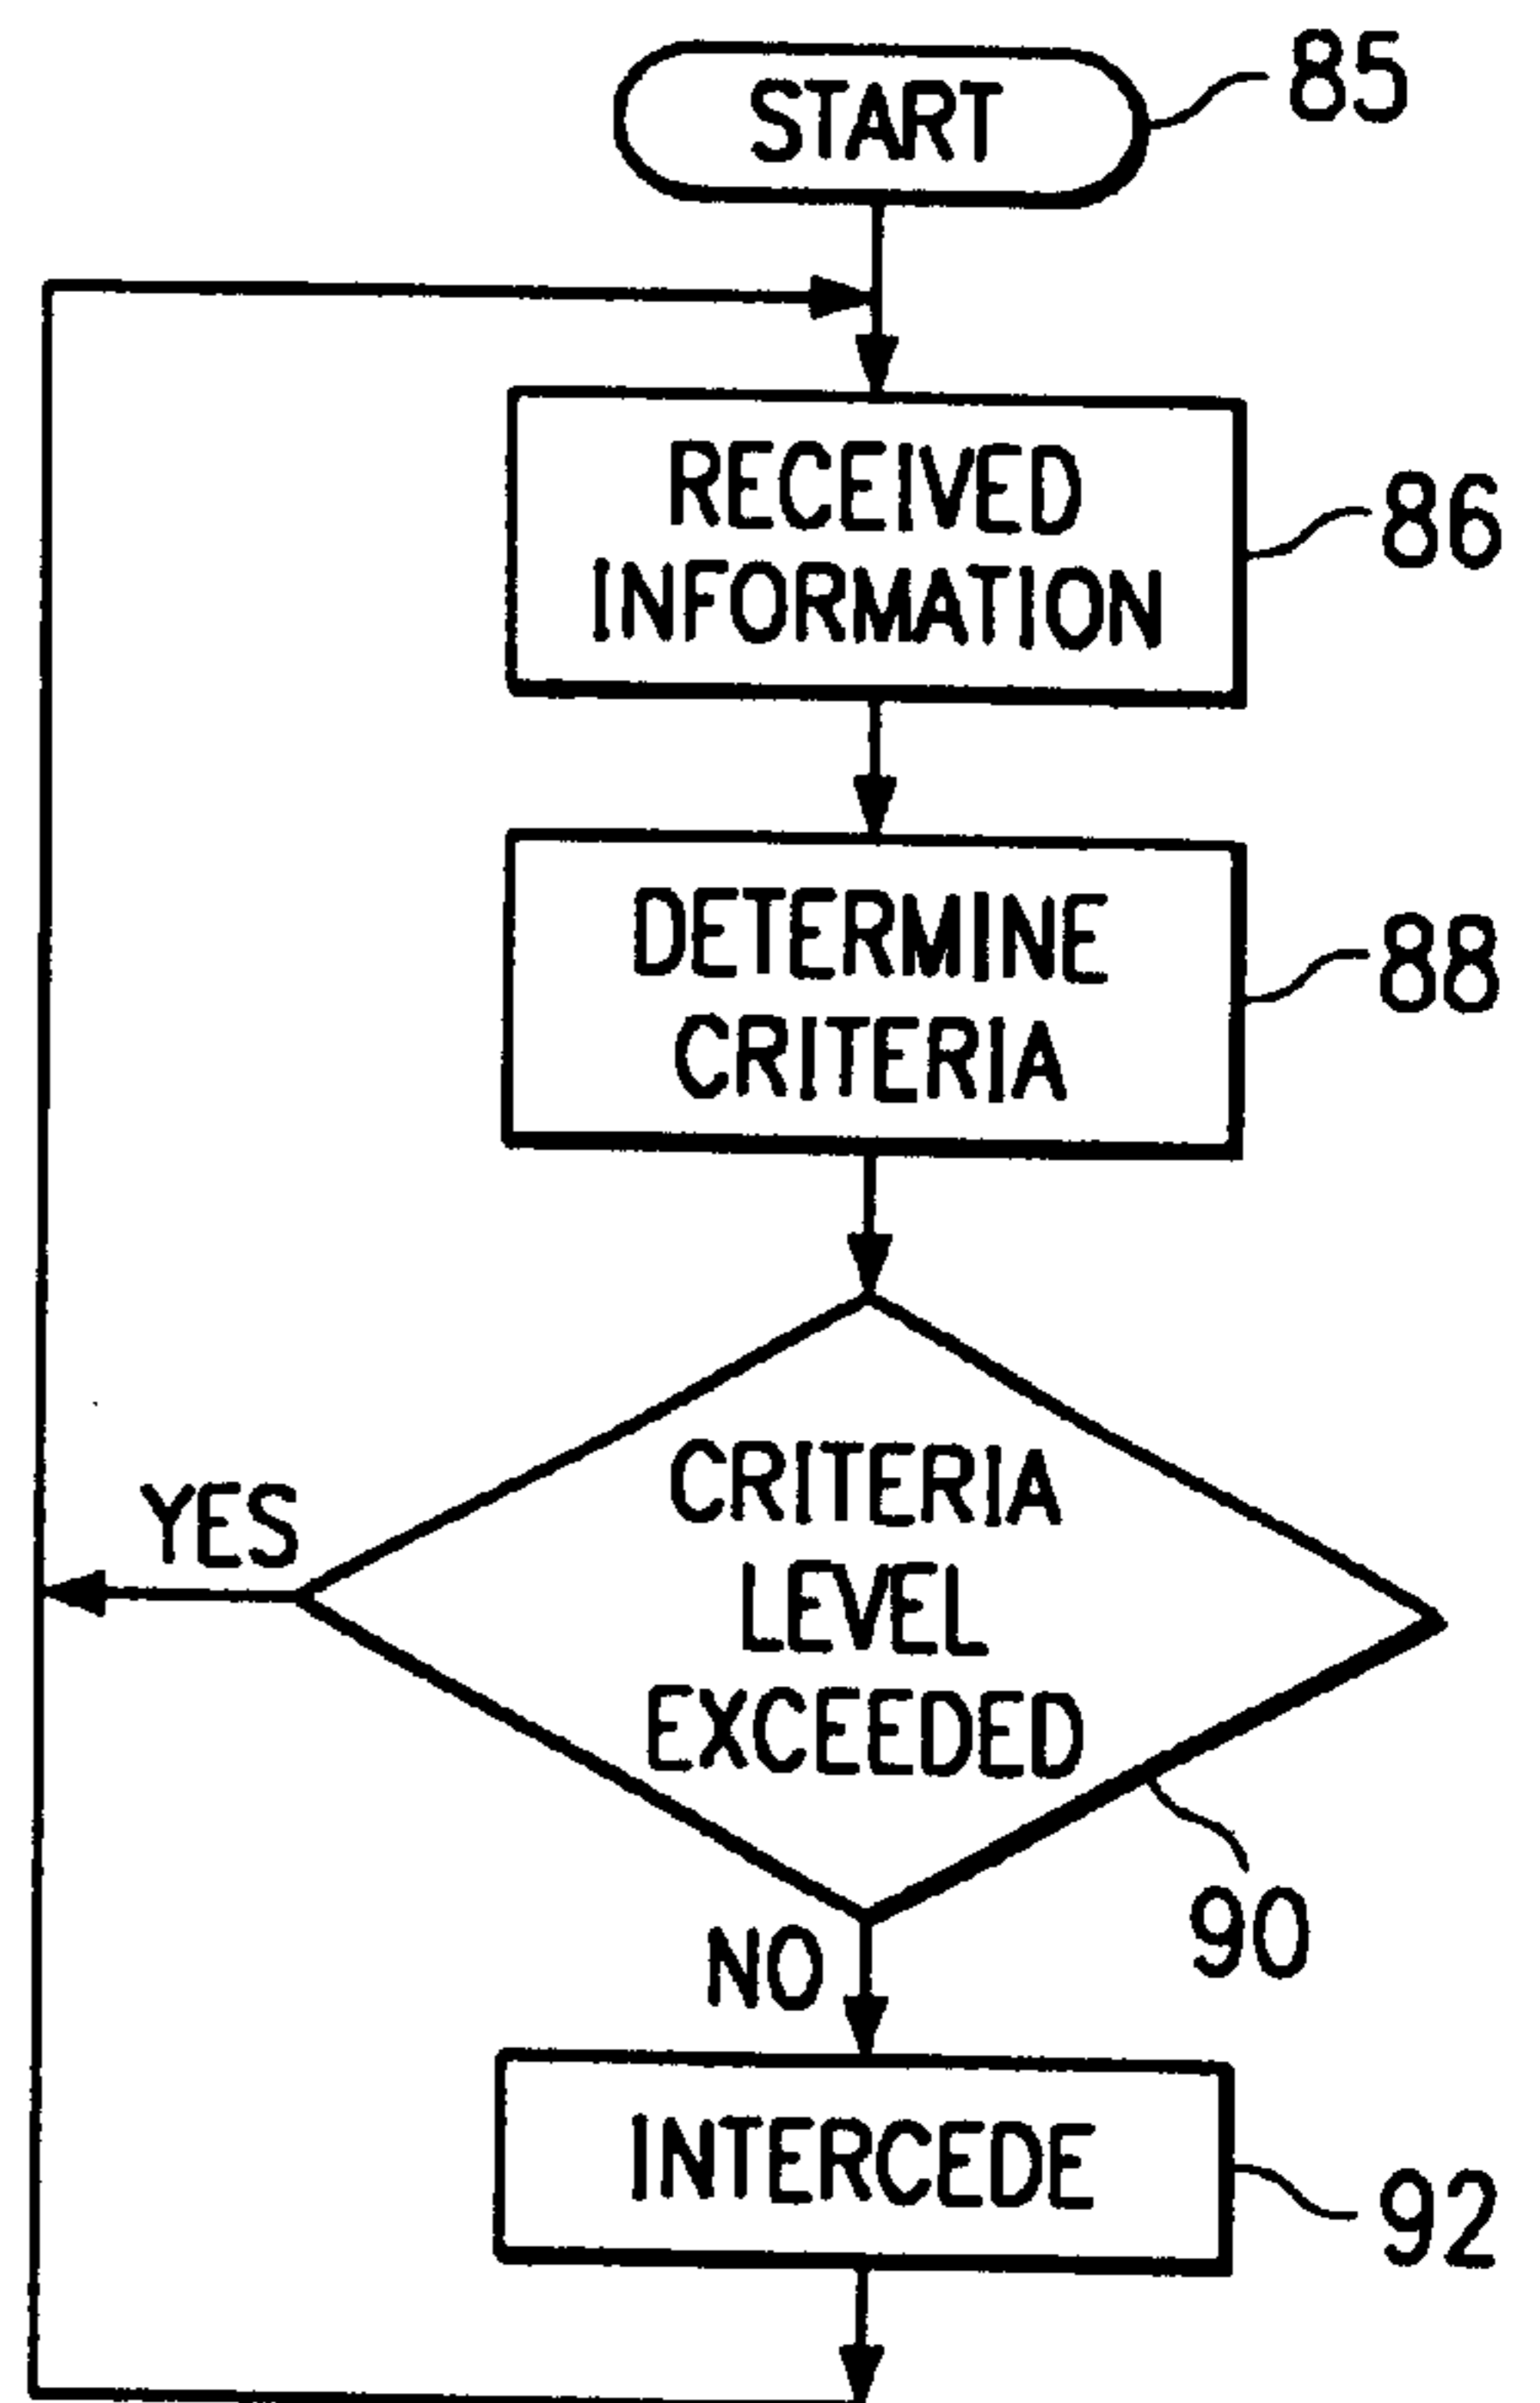 START
85
RECEIVED
INFORMATION
86
DETERMINE
CRITERIA
88
CRITERIA
LEVEL
EXCEEDED
YES
90
NO
INTERCEDE
92